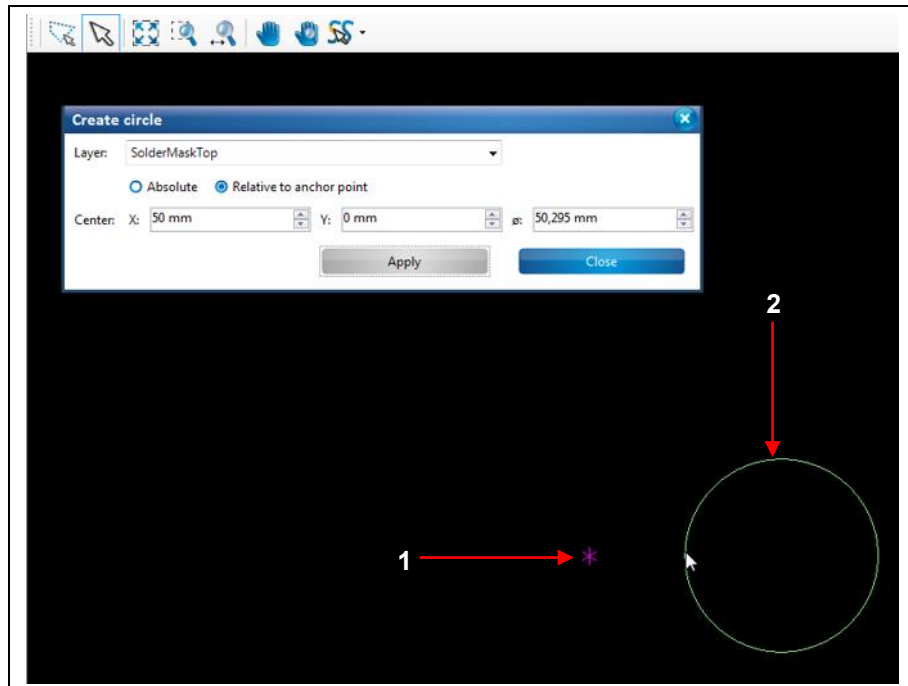 Create circle
Layer: SolderMaskTop
Absolute Relative to anchor point
Center: X: 50 mm Y: 0 mm ø: 50,295 mm
Apply Close
2
1